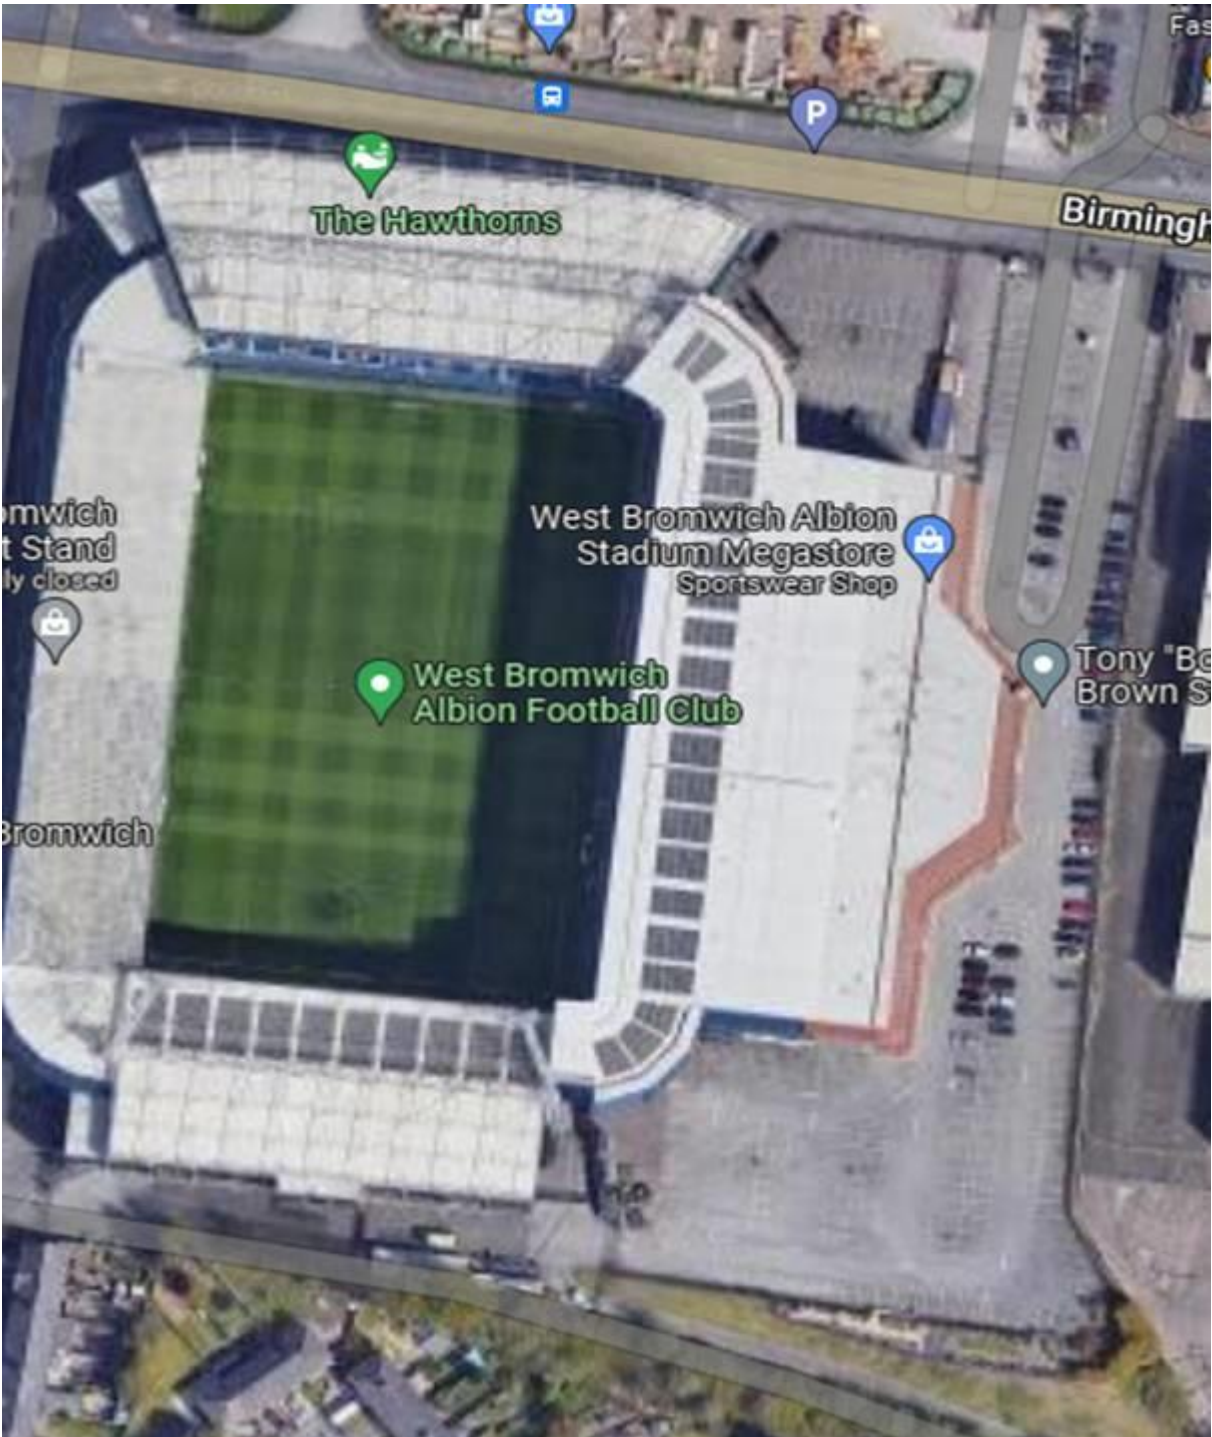 Fas
P
The Hawthorns
Birmingh
omwich
t Stand
ly closed
West Bromwich Albion
Stadium Megastore
Sportswear Shop
West Bromwich
Albion Football Club
Tony "Bo
Brown S
Bromwich